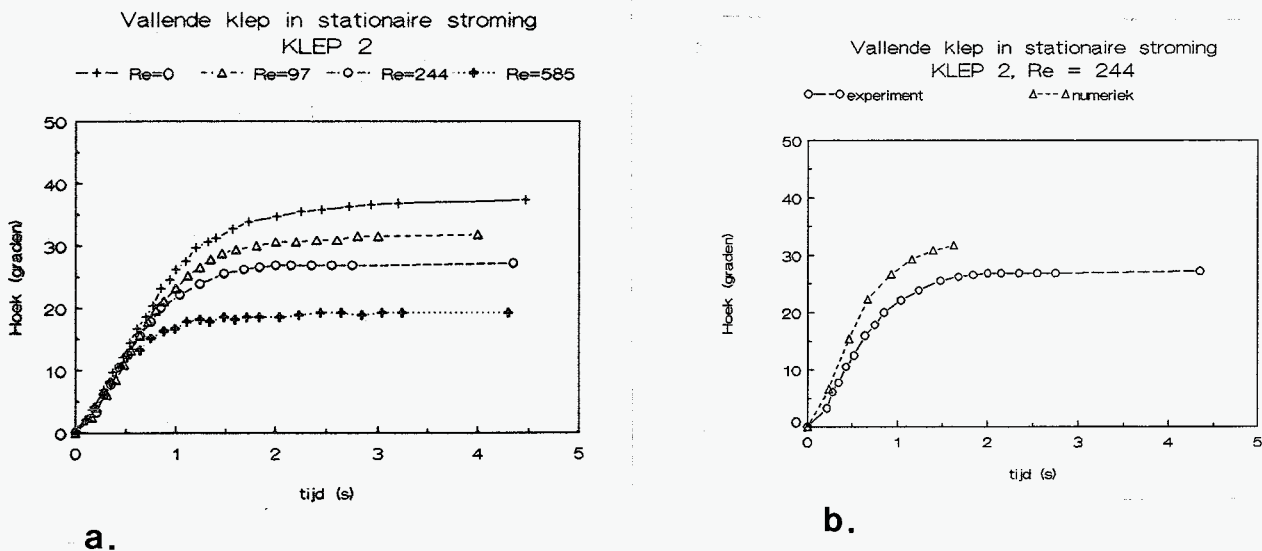 Vallende klep in stationaire stroming
KLEP 2
Re=0 Re=97 Re=244 Re=585
50
40
30
20
10
0
Hoek (graden)
0 1 2 3 4 5
tijd (s)
a.
Vallende klep in stationaire stroming
KLEP 2, Re = 244
experiment numeriek
50
40
30
20
10
0
Hoek (graden)
0 1 2 3 4 5
tijd (s)
b.